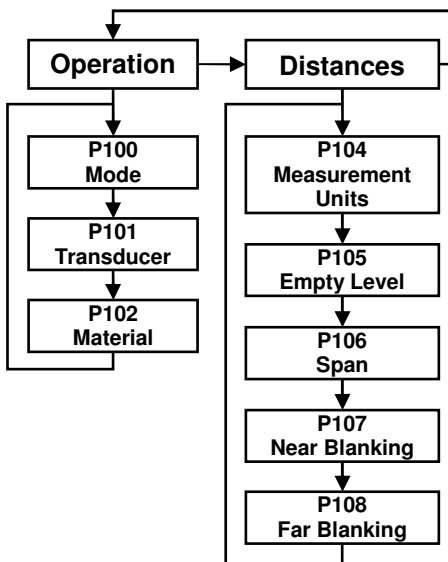 Operation
Distances
P100
Mode
P101
Transducer
P102
Material
P104
Measurement
Units
P105
Empty Level
P106
Span
P107
Near Blanking
P108
Far Blanking